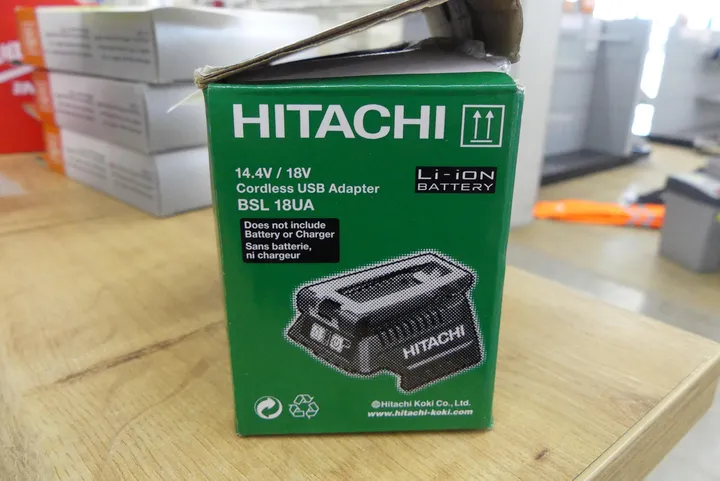 HITACHI
14.4V / 18V
Cordless USB Adapter
BSL 18UA
Li-ion
BATTERY
Does not include
Battery or Charger
Sans batterie,
ni chargeur
HITACHI
®Hitachi Koki Co., Ltd.
www.hitachi-koki.com